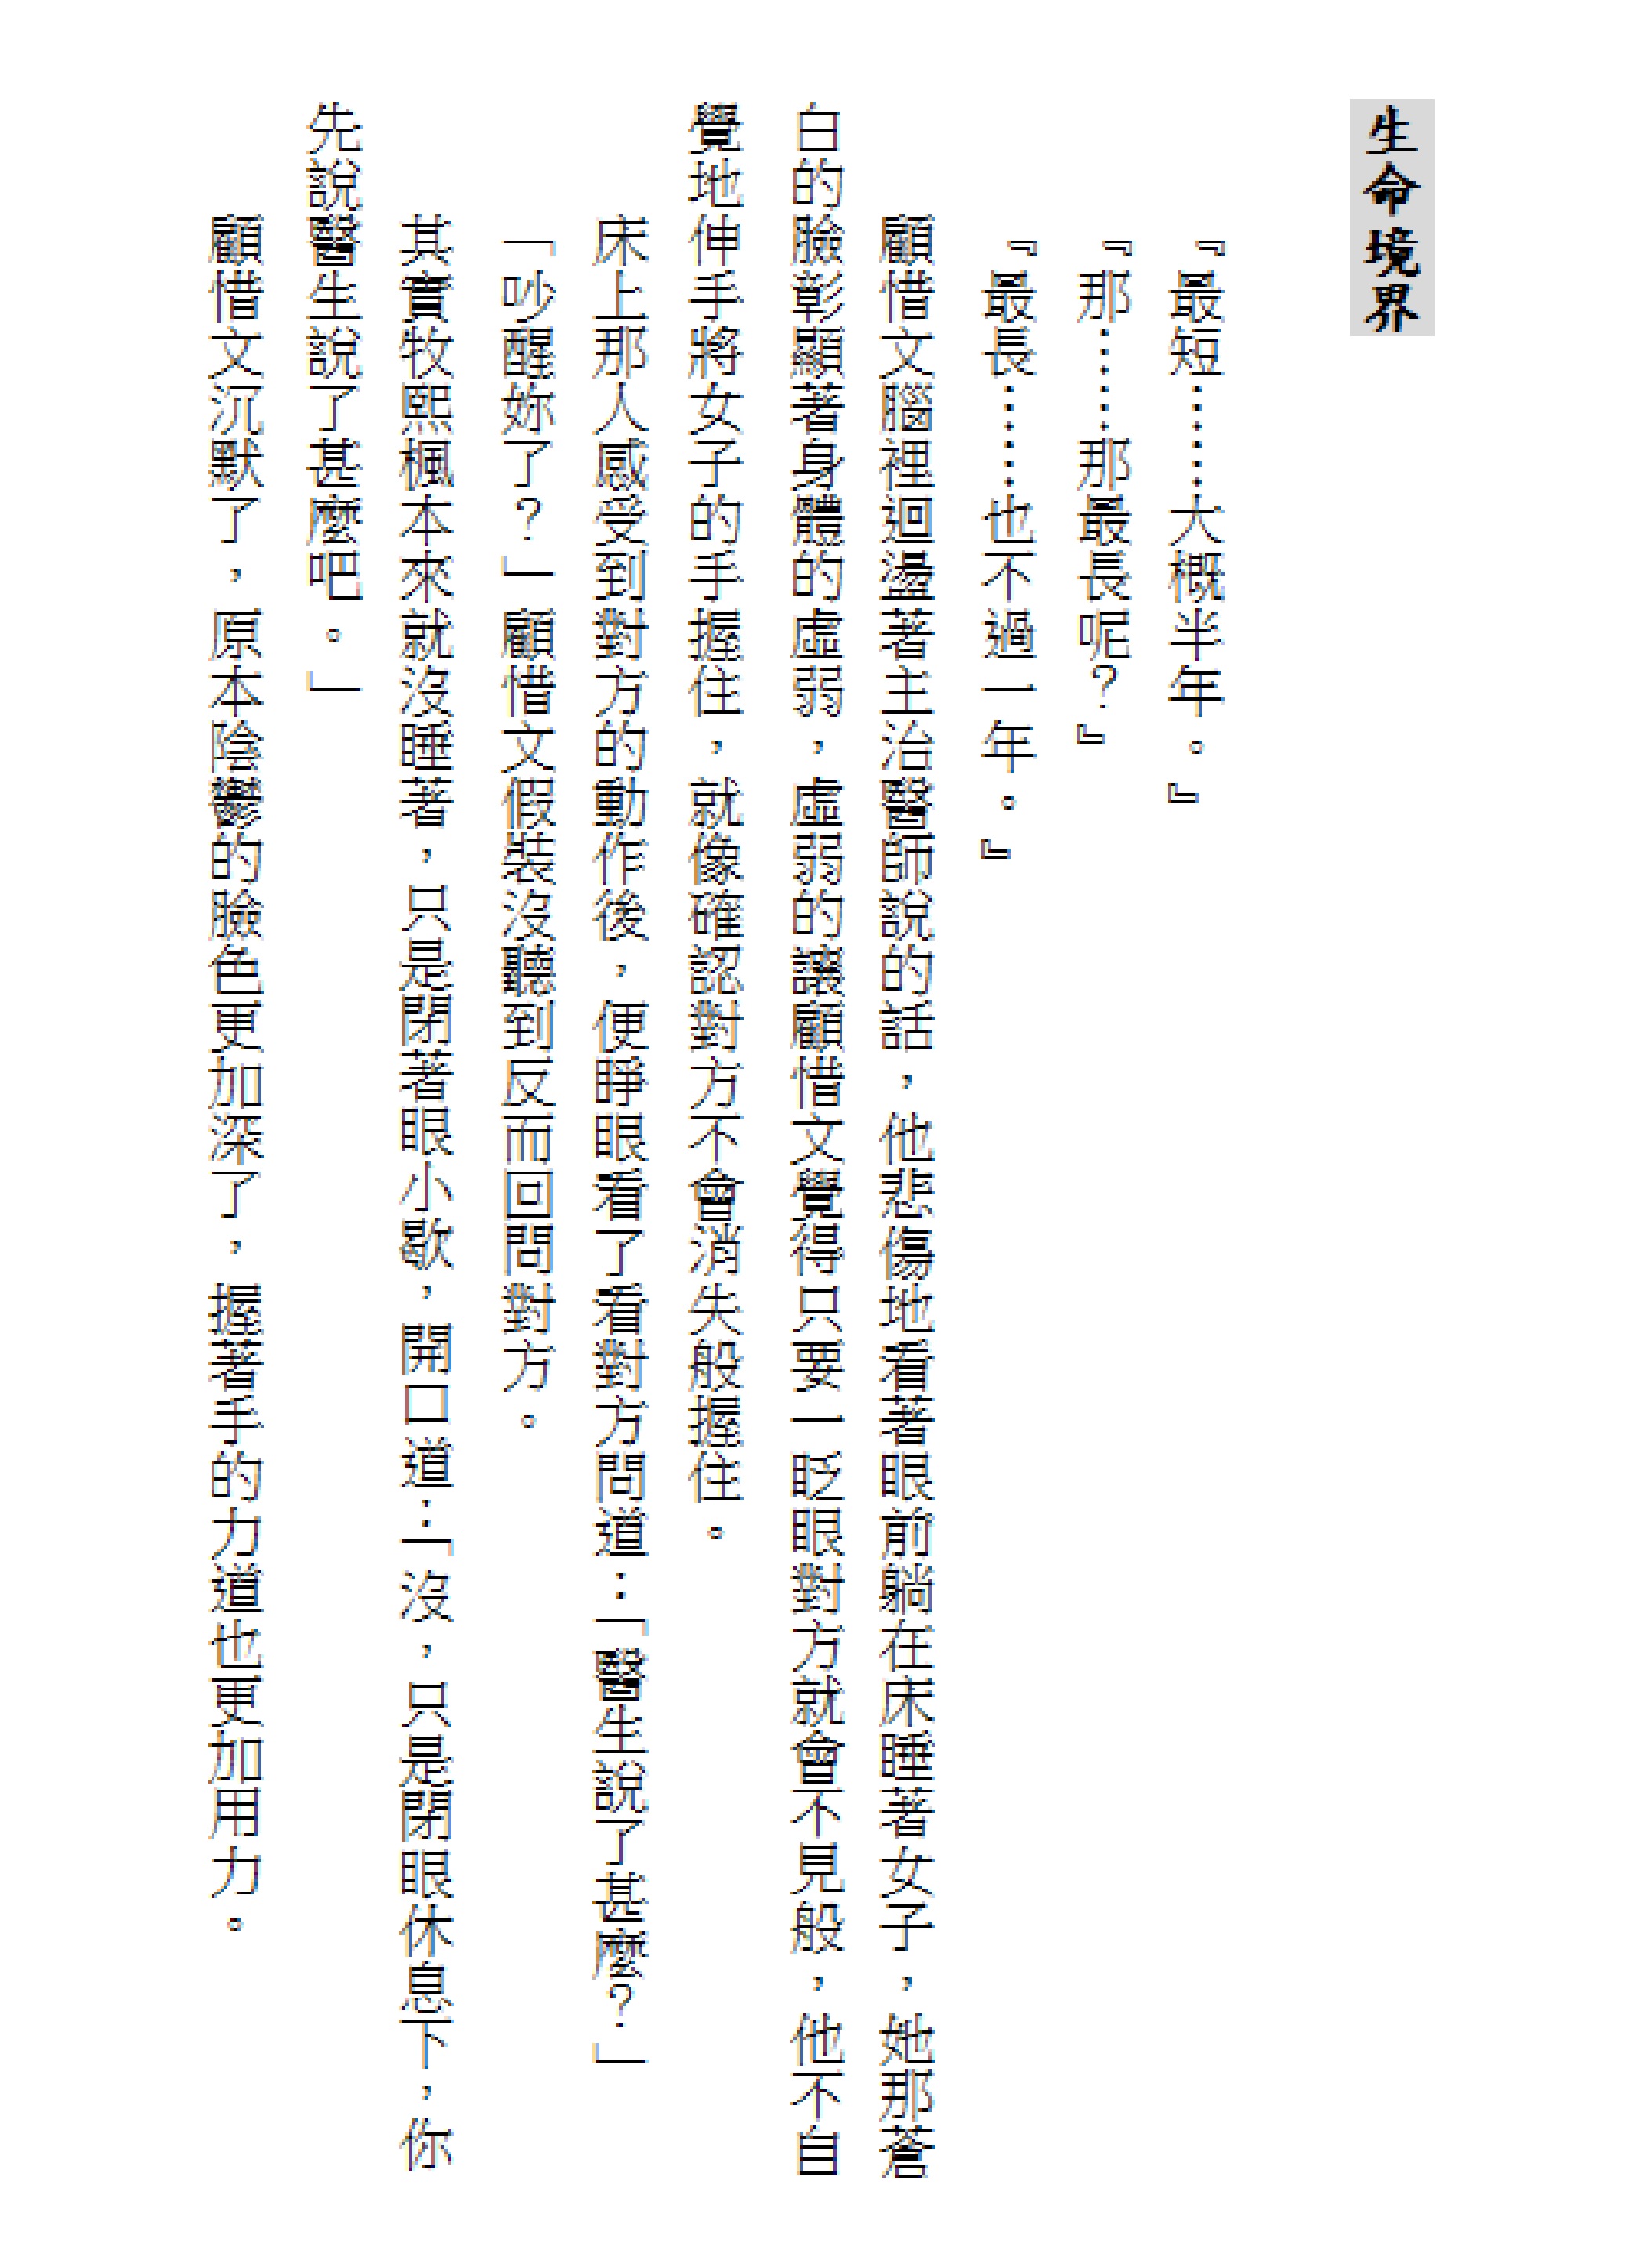 生命境界
『最短……大概半年。』
『那……那最長呢？』
『最長……也不過一年。』
顧惜文腦裡迴盪著主治醫師說的話，他悲傷地看著眼前躺在床睡著女子，她那蒼
白的臉彰顯著身體的虛弱，虛弱的讓顧惜文覺得只要一眨眼對方就會不見般，他不自
覺地伸手將女子的手握住，就像確認對方不會消失般握住。
床上那人感受到對方的動作後，便睜眼看了看對方問道：「醫生說了甚麼？」
「吵醒妳了？」顧惜文假裝沒聽到反而回問對方。
其實牧熙楓本來就沒睡著，只是閉著眼小歇，開口道：「沒，只是閉眼休息下，你
先說醫生說了甚麼吧。」
顧惜文沉默了，原本陰鬱的臉色更加深了，握著手的力道也更加用力。